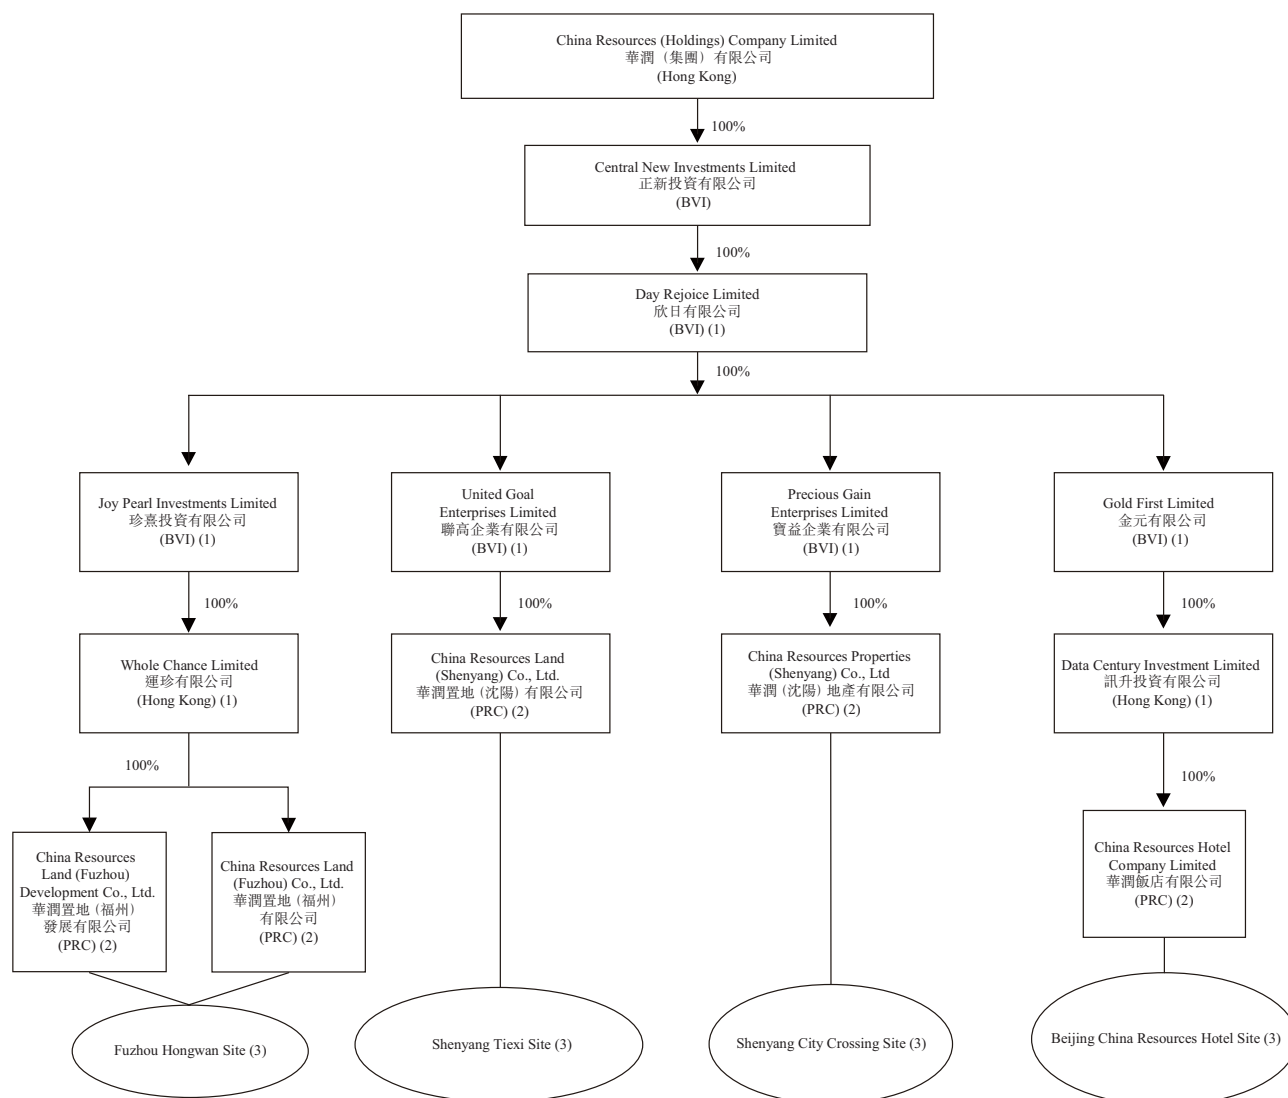 China Resources (Holdings) Company Limited
華潤（集團）有限公司
(Hong Kong)
100%
Central New Investments Limited
正新投資有限公司
(BVI)
100%
Day Rejoice Limited
欣日有限公司
(BVI) (1)
100%
Joy Pearl Investments Limited
珍熹投資有限公司
(BVI) (1)
United Goal
Enterprises Limited
聯高企業有限公司
(BVI) (1)
Precious Gain
Enterprises Limited
寶益企業有限公司
(BVI) (1)
Gold First Limited
金元有限公司
(BVI) (1)
100%
100%
100%
100%
Whole Chance Limited
運珍有限公司
(Hong Kong) (1)
China Resources Land
(Shenyang) Co., Ltd.
華潤置地（沈陽）有限公司
(PRC) (2)
China Resources Properties
(Shenyang) Co., Ltd
華潤（沈陽）地產有限公司
(PRC) (2)
Data Century Investment Limited
訊升投資有限公司
(Hong Kong) (1)
100%
100%
China Resources
Land (Fuzhou)
Development Co., Ltd.
華潤置地（福州）
發展有限公司
(PRC) (2)
China Resources Land
(Fuzhou) Co., Ltd.
華潤置地（福州）
有限公司
(PRC) (2)
China Resources Hotel
Company Limited
華潤飯店有限公司
(PRC) (2)
Fuzhou Hongwan Site (3)
Shenyang Tiexi Site (3)
Shenyang City Crossing Site (3)
Beijing China Resources Hotel Site (3)